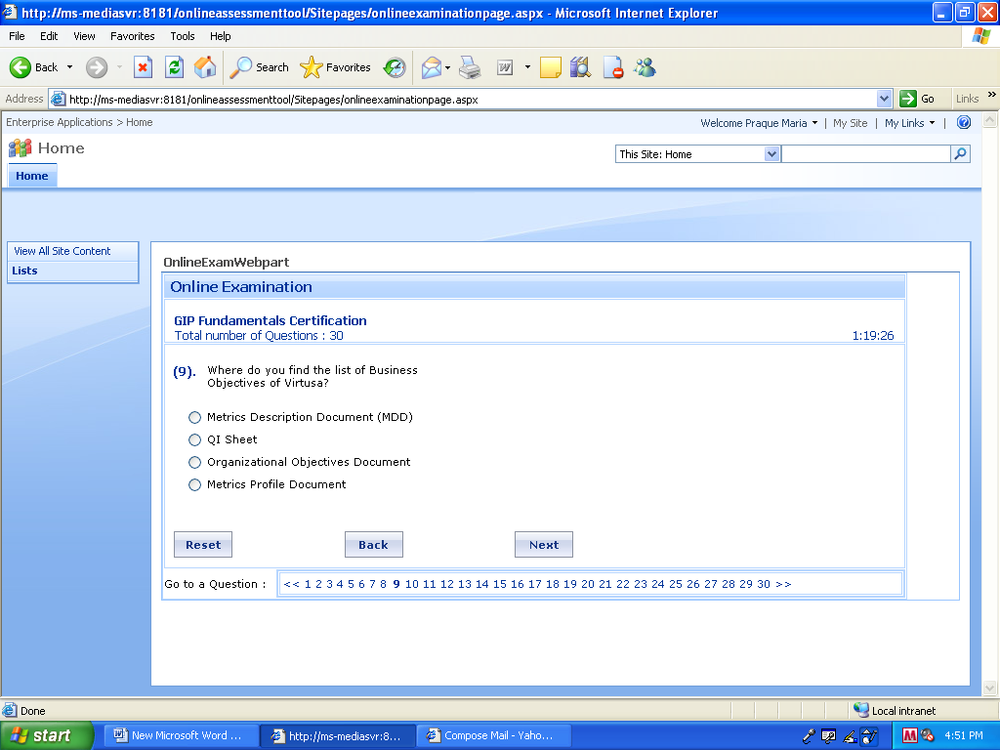 http://ms-mediasvr:8181/onlineassessmenttool/Sitepages/onlineexaminationpage.aspx - Microsoft Internet Explorer
File Edit View Favorites Tools Help
Back Search Favorites
Address http://ms-mediasvr:8181/onlineassessmenttool/Sitepages/onlineexaminationpage.aspx Go Links »
Enterprise Applications > Home Welcome Praque Maria | My Site | My Links |
Home
This Site: Home
Home
View All Site Content
Lists
OnlineExamWebpart
Online Examination
GIP Fundamentals Certification
Total number of Questions : 30 1:19:26
(9). Where do you find the list of Business
Objectives of Virtusa?
Metrics Description Document (MDD)
QI Sheet
Organizational Objectives Document
Metrics Profile Document
Reset Back Next
Go to a Question : << 1 2 3 4 5 6 7 8 9 10 11 12 13 14 15 16 17 18 19 20 21 22 23 24 25 26 27 28 29 30 >>
Done Local intranet
start New Microsoft Word ... http://ms-mediasvr:8... Compose Mail - Yaho... 4:51 PM